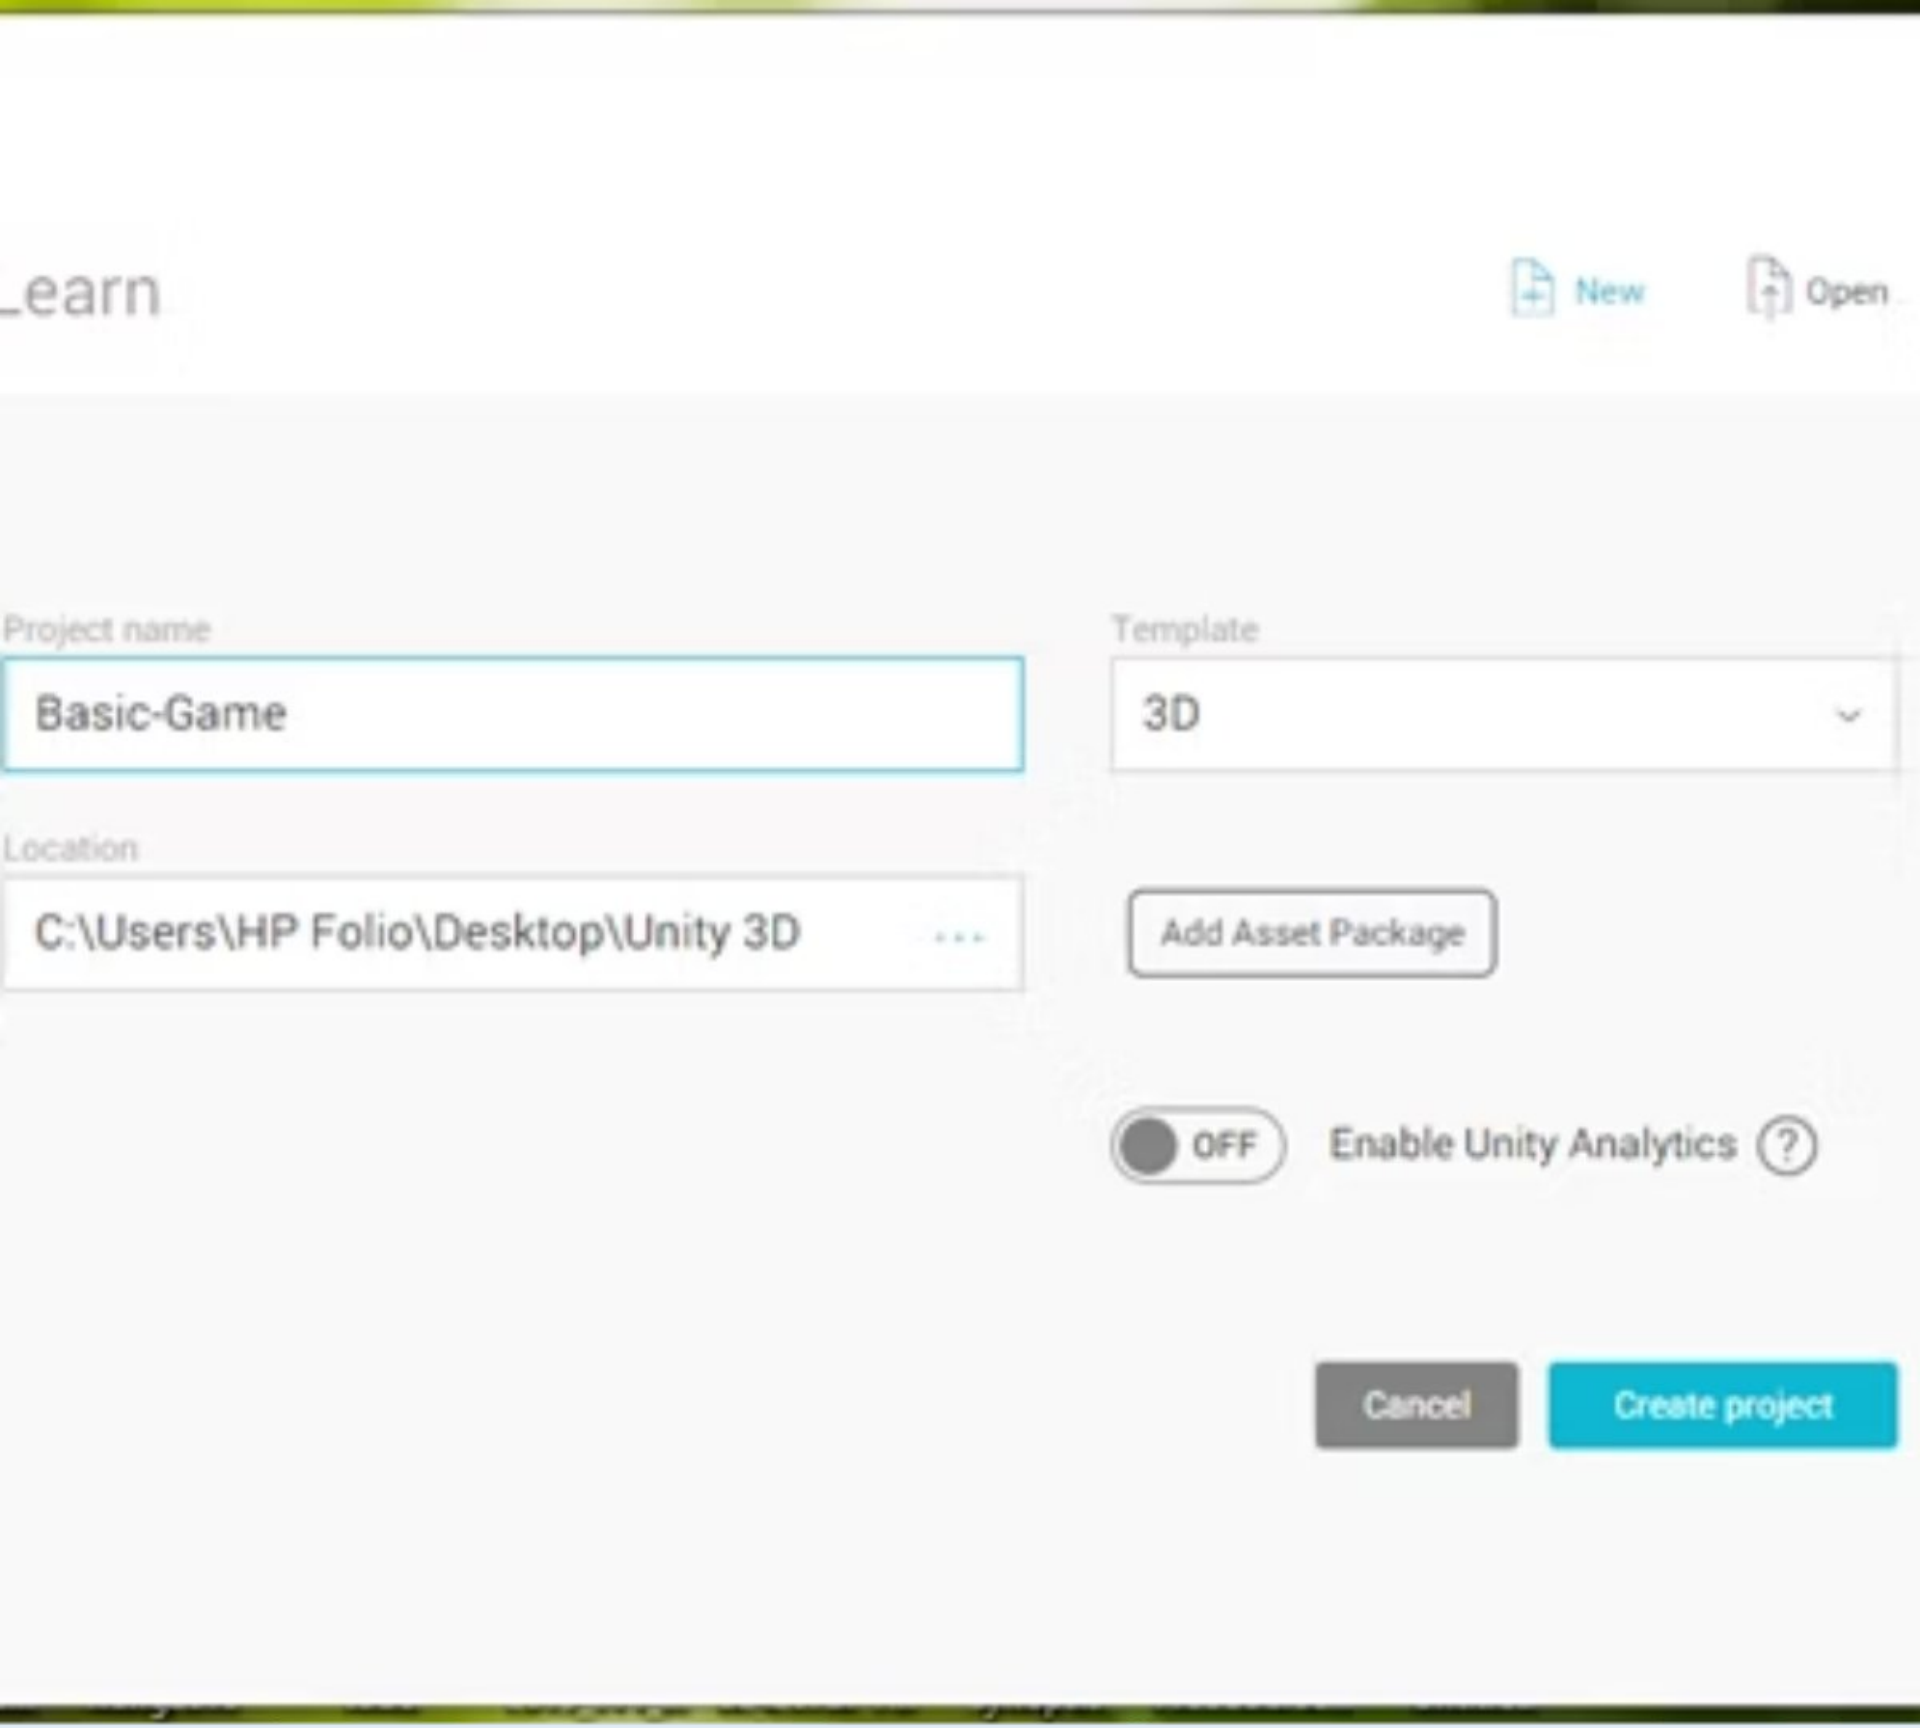 Learn
New
Open
Project name
Template
Basic-Game
3D
Location
C:\Users\HP Folio\Desktop\Unity 3D
...
Add Asset Package
OFF
Enable Unity Analytics ?
Cancel
Create project